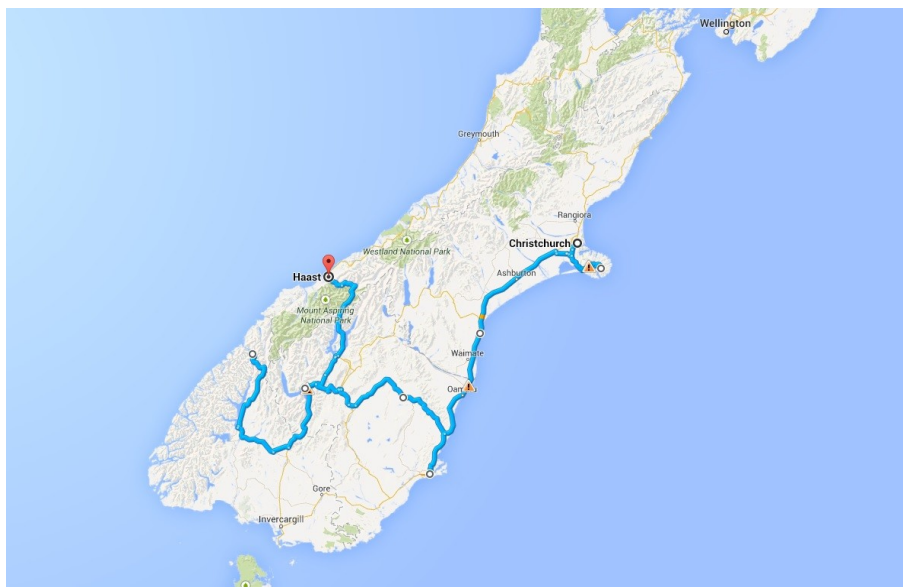 Wellington
Greymouth
Rangiora
Christchurch
Westland National Park
Ashburton
Haast
Mount Aspiring
National Park
Waimate
Gore
Invercargill